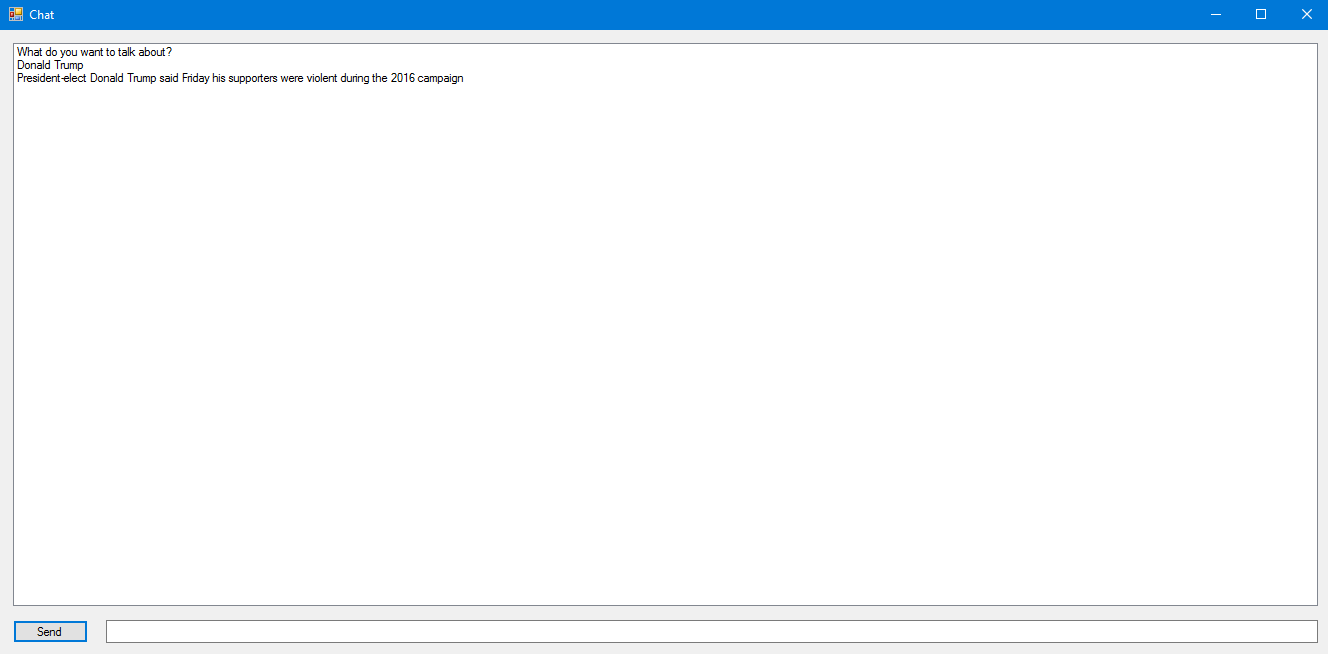 Chat
What do you want to talk about?
Donald Trump
President-elect Donald Trump said Friday his supporters were violent during the 2016 campaign
Send